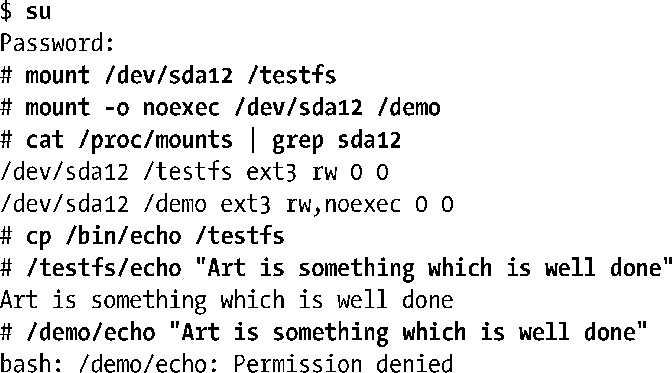 $ su
Password:
# mount /dev/sda12 /testfs
# mount -o noexec /dev/sda12 /demo
# cat /proc/mounts | grep sda12
/dev/sda12 /testfs ext3 rw 0 0
/dev/sda12 /demo ext3 rw,noexec 0 0
# cp /bin/echo /testfs
# /testfs/echo "Art is something which is well done"
Art is something which is well done
# /demo/echo "Art is something which is well done"
bash: /demo/echo: Permission denied